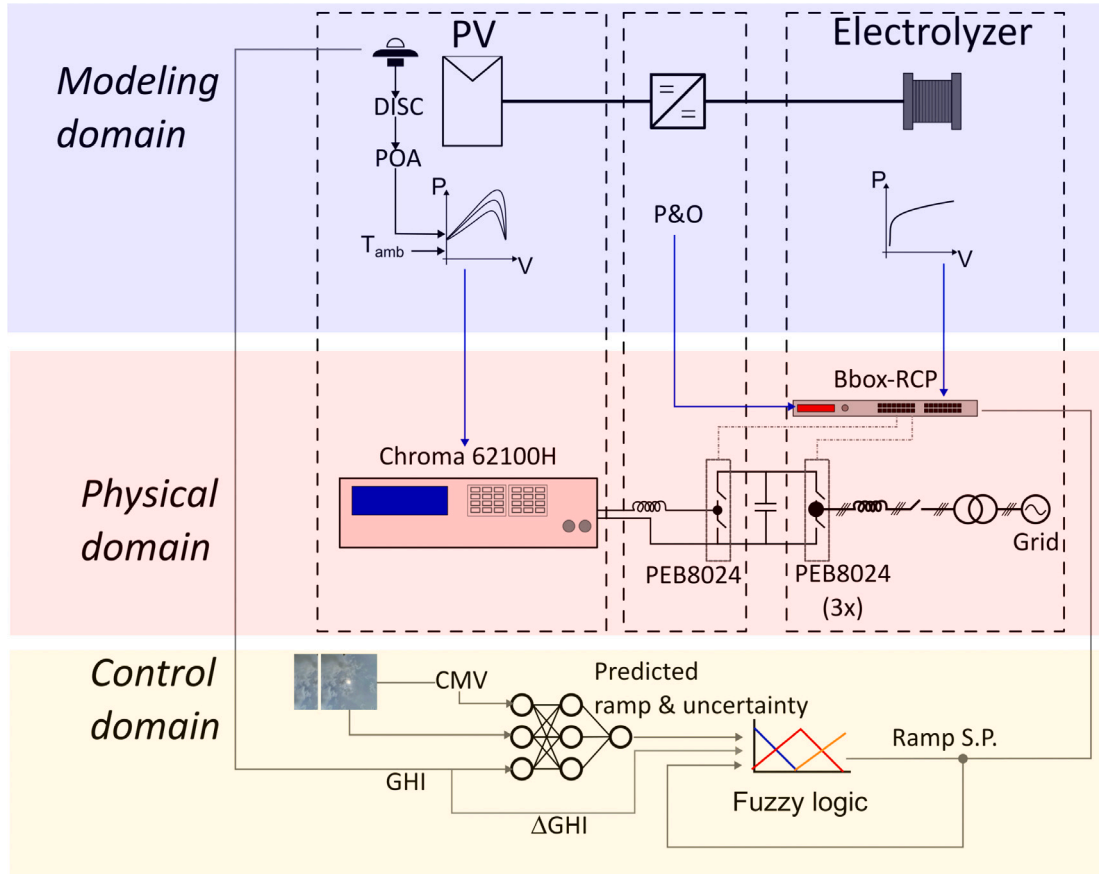 PV
Electrolyzer
Modeling
domain
DISC
POA
P
T_amb
V
P&O
P
V
Bbox-RCP
Chroma 62100H
Physical
domain
PEB8024
PEB8024
(3x)
Grid
Control
domain
CMV
Predicted
ramp & uncertainty
GHI
ΔGHI
Ramp S.P.
Fuzzy logic